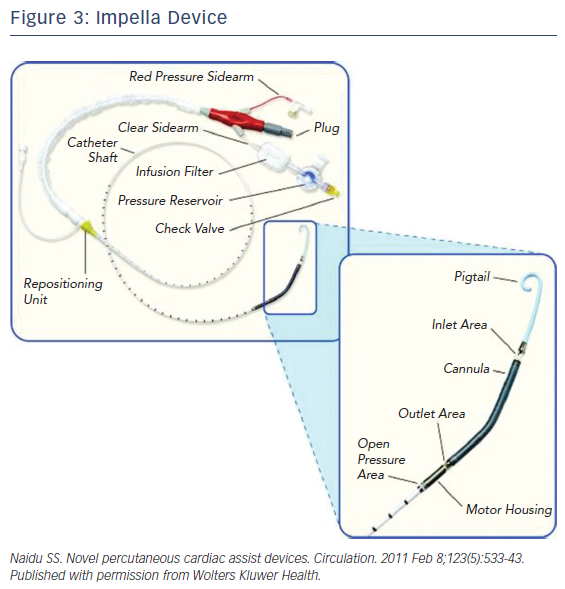 Figure 3: Impella Device
Red Pressure Sidearm
Plug
Clear Sidearm
Catheter
Shaft
Infusion Filter
Pressure Reservoir
Check Valve
Repositioning
Unit
Pigtail
Inlet Area
Cannula
Outlet Area
Open
Pressure
Area
Motor Housing
Naidu SS. Novel percutaneous cardiac assist devices. Circulation. 2011 Feb 8;123(5):533-43.
Published with permission from Wolters Kluwer Health.